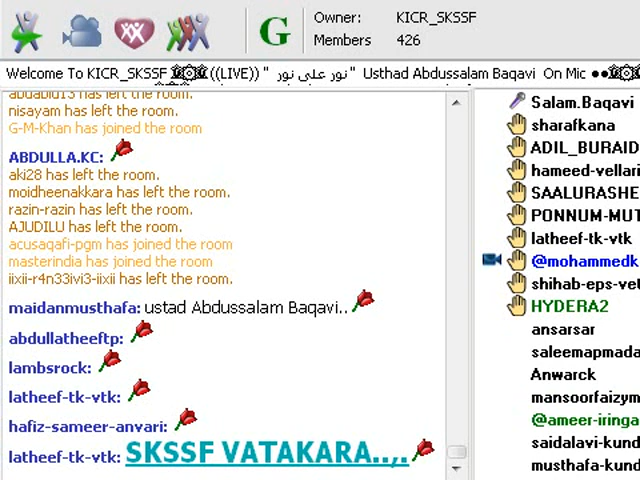 G
Owner: KICR_SKSSF
Members 426
Welcome To KICR_SKSSF ۞۞ ((LIVE)) " نور على نور " Usthad Abdussalam Baqavi On Mic ●●۞
abdabid13 has left the room.
nisayam has left the room.
G-M-Khan has joined the room
ABDULLA.KC:
aki28 has left the room.
moidheenakkara has left the room.
razin-razin has left the room.
AJUDILU has left the room.
acusaqafi-pgm has joined the room
masterindia has joined the room
iixii-r4n33ivi3-iixii has left the room.
maidanmusthafa: ustad Abdussalam Baqavi..
abdullatheeftp:
lambsrock:
latheef-tk-vtk:
hafiz-sameer-anvari:
latheef-tk-vtk: SKSSF VATAKARA..,.
Salam.Baqavi
sharafkana
ADIL_BURAID
hameed-vellari
SAALURASHE
PONNUM-MUT
latheef-tk-vtk
@mohammedk
shihab-eps-vet
HYDERA2
ansarsar
saleemapmada
Anwarck
mansoorfaizym
@ameer-iringa
saidalavi-kund
musthafa-kund